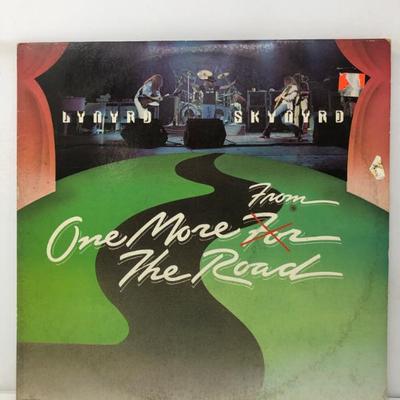 LYNYRD SKYNYRD
From
One More For
The Road